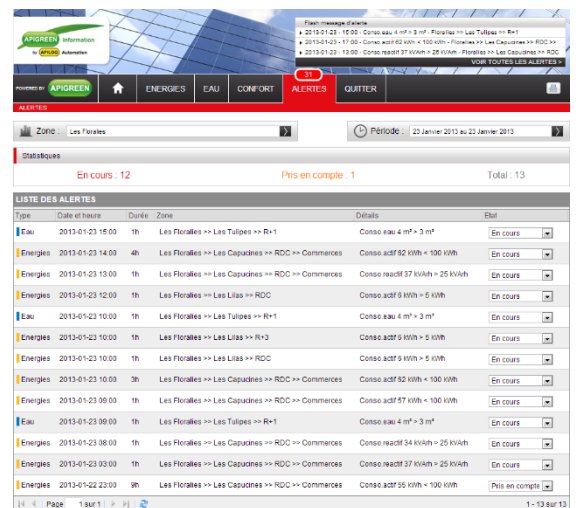 Flash message d'alerte
2013-01-23 - 15:00 - Conso.eau 4 m³ > 3 m³ - Floralies >> Les Tulipes >> R+1
2013-01-23 - 17:00 - Conso.actif 62 kWh < 100 kWh - Floralies >> Les Capucines >> RDC >>
2013-01-23 - 13:00 - Conso.reactif 37 kVArh > 25 kVArh - Floralies >> Les Capucines >> RDC
VOIR TOUTES LES ALERTES >
APIGREEN Information
by APILOG Automation
31
POWERED BY APIGREEN ENERGIES EAU CONFORT ALERTES QUITTER
ALERTES
Zone : Les Florales Période : 23 Janvier 2013 au 23 Janvier 2013
Statistiques
En cours : 12 Pris en compte : 1 Total : 13
LISTE DES ALERTES
Type Date et heure Durée Zone Détails Etat
Eau 2013-01-23 15:00 1h Les Floralies >> Les Tulipes >> R+1 Conso.eau 4 m³ > 3 m³ En cours
Energies 2013-01-23 14:00 4h Les Floralies >> Les Capucines >> RDC >> Commerces Conso.actif 62 kWh < 100 kWh En cours
Energies 2013-01-23 13:00 1h Les Floralies >> Les Capucines >> RDC >> Commerces Conso.reactif 37 kVArh > 25 kVArh En cours
Energies 2013-01-23 12:00 1h Les Floralies >> Les Lilas >> RDC Conso.actif 6 kWh > 5 kWh En cours
Eau 2013-01-23 10:00 1h Les Floralies >> Les Tulipes >> R+1 Conso.eau 4 m³ > 3 m³ En cours
Energies 2013-01-23 10:00 1h Les Floralies >> Les Lilas >> R+3 Conso.actif 6 kWh > 5 kWh En cours
Energies 2013-01-23 10:00 1h Les Floralies >> Les Lilas >> RDC Conso.actif 6 kWh > 5 kWh En cours
Energies 2013-01-23 10:00 3h Les Floralies >> Les Capucines >> RDC >> Commerces Conso.actif 62 kWh < 100 kWh En cours
Energies 2013-01-23 09:00 1h Les Floralies >> Les Capucines >> RDC >> Commerces Conso.actif 57 kWh < 100 kWh En cours
Eau 2013-01-23 09:00 1h Les Floralies >> Les Tulipes >> R+1 Conso.eau 4 m³ > 3 m³ En cours
Energies 2013-01-23 08:00 1h Les Floralies >> Les Capucines >> RDC >> Commerces Conso.reactif 34 kVArh > 25 kVArh En cours
Energies 2013-01-23 03:00 1h Les Floralies >> Les Capucines >> RDC >> Commerces Conso.reactif 37 kVArh > 25 kVArh En cours
Energies 2013-01-22 23:00 9h Les Floralies >> Les Capucines >> RDC >> Commerces Conso.actif 55 kWh < 100 kWh Pris en compte
Page 1 sur 1 1 - 13 sur 13